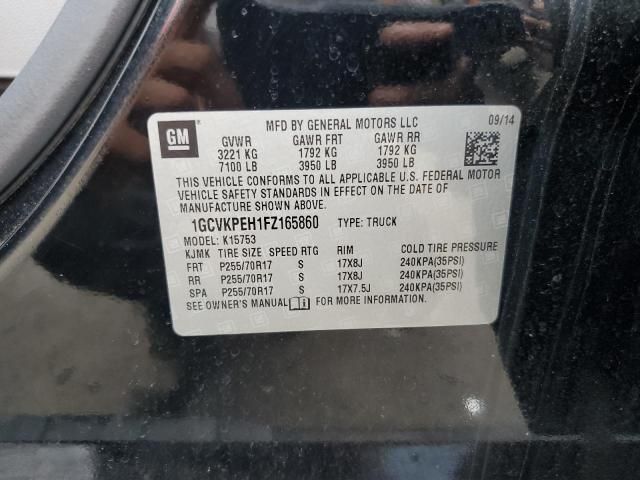 GM
MFD BY GENERAL MOTORS LLC 09/14
GVWR GAWR FRT GAWR RR
3221 KG 1792 KG 1792 KG
7100 LB 3950 LB 3950 LB
THIS VEHICLE CONFORMS TO ALL APPLICABLE U.S. FEDERAL MOTOR
VEHICLE SAFETY STANDARDS IN EFFECT ON THE DATE OF
MANUFACTURE SHOWN ABOVE.
1GCVKPEH1FZ165860 TYPE: TRUCK
MODEL: K15753
KJMK TIRE SIZE SPEED RTG RIM COLD TIRE PRESSURE
FRT P255/70R17 S 17X8J 240KPA(35PSI)
RR P255/70R17 S 17X8J 240KPA(35PSI)
SPA P255/70R17 S 17X7.5J 240KPA(35PSI)
SEE OWNER'S MANUAL FOR MORE INFORMATION.